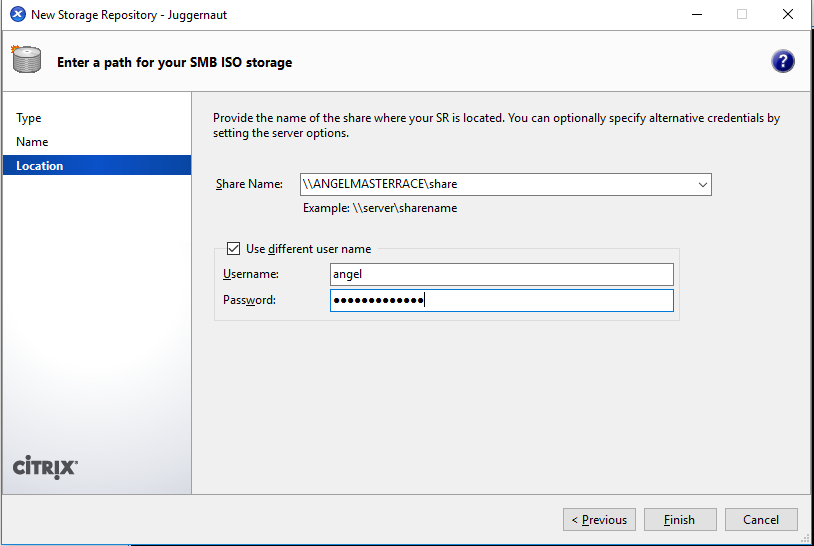 New Storage Repository - Juggernaut
Enter a path for your SMB ISO storage
?
Type
Name
Location
Provide the name of the share where your SR is located. You can optionally specify alternative credentials by
setting the server options.
Share Name: \\ANGELMASTERRACE\share
Example: \\server\sharename
Use different user name
Username: angel
Password: ●●●●●●●●●●●●●
CİTRIX
< Previous Finish Cancel